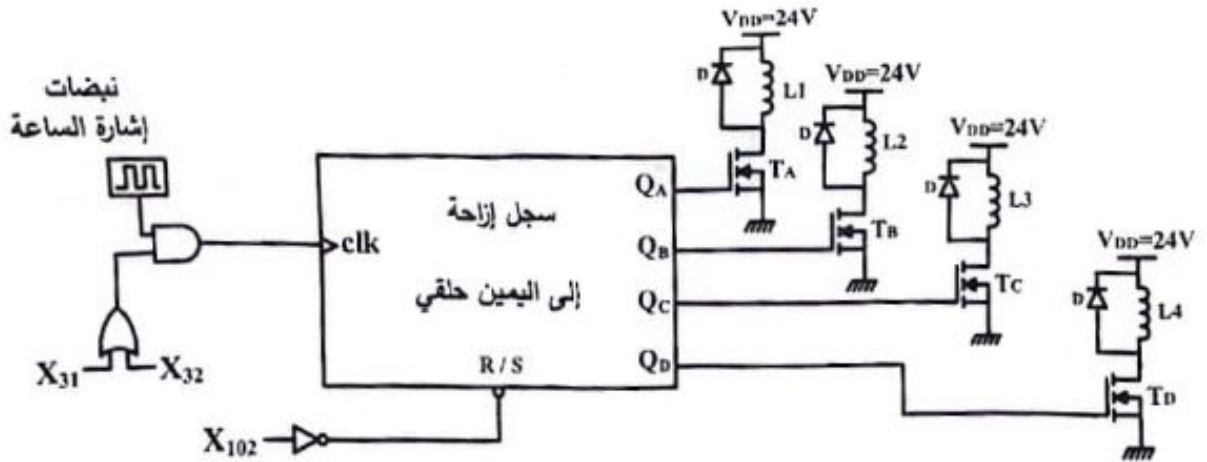 نبضات
إشارة الساعة
clk
سجل إزاحة
إلى اليمين حلقي
R / S
QA
QB
QC
QD
X31
X32
X102
VDD=24V
D
L1
TA
VDD=24V
D
L2
TB
VDD=24V
D
L3
TC
VDD=24V
D
L4
TD